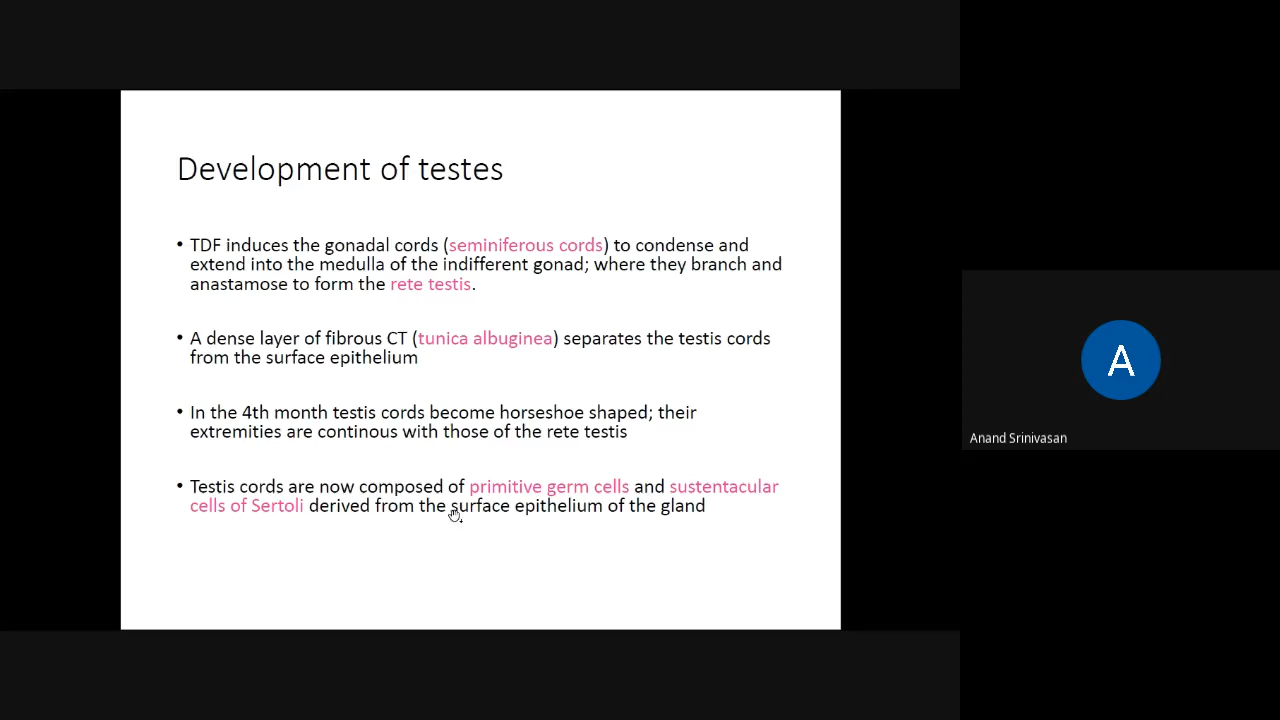 Development of testes
• TDF induces the gonadal cords (seminiferous cords) to condense and
extend into the medulla of the indifferent gonad; where they branch and
anastamose to form the rete testis.
• A dense layer of fibrous CT (tunica albuginea) separates the testis cords
from the surface epithelium
• In the 4th month testis cords become horseshoe shaped; their
extremities are continous with those of the rete testis
• Testis cords are now composed of primitive germ cells and sustentacular
cells of Sertoli derived from the surface epithelium of the gland
A
Anand Srinivasan